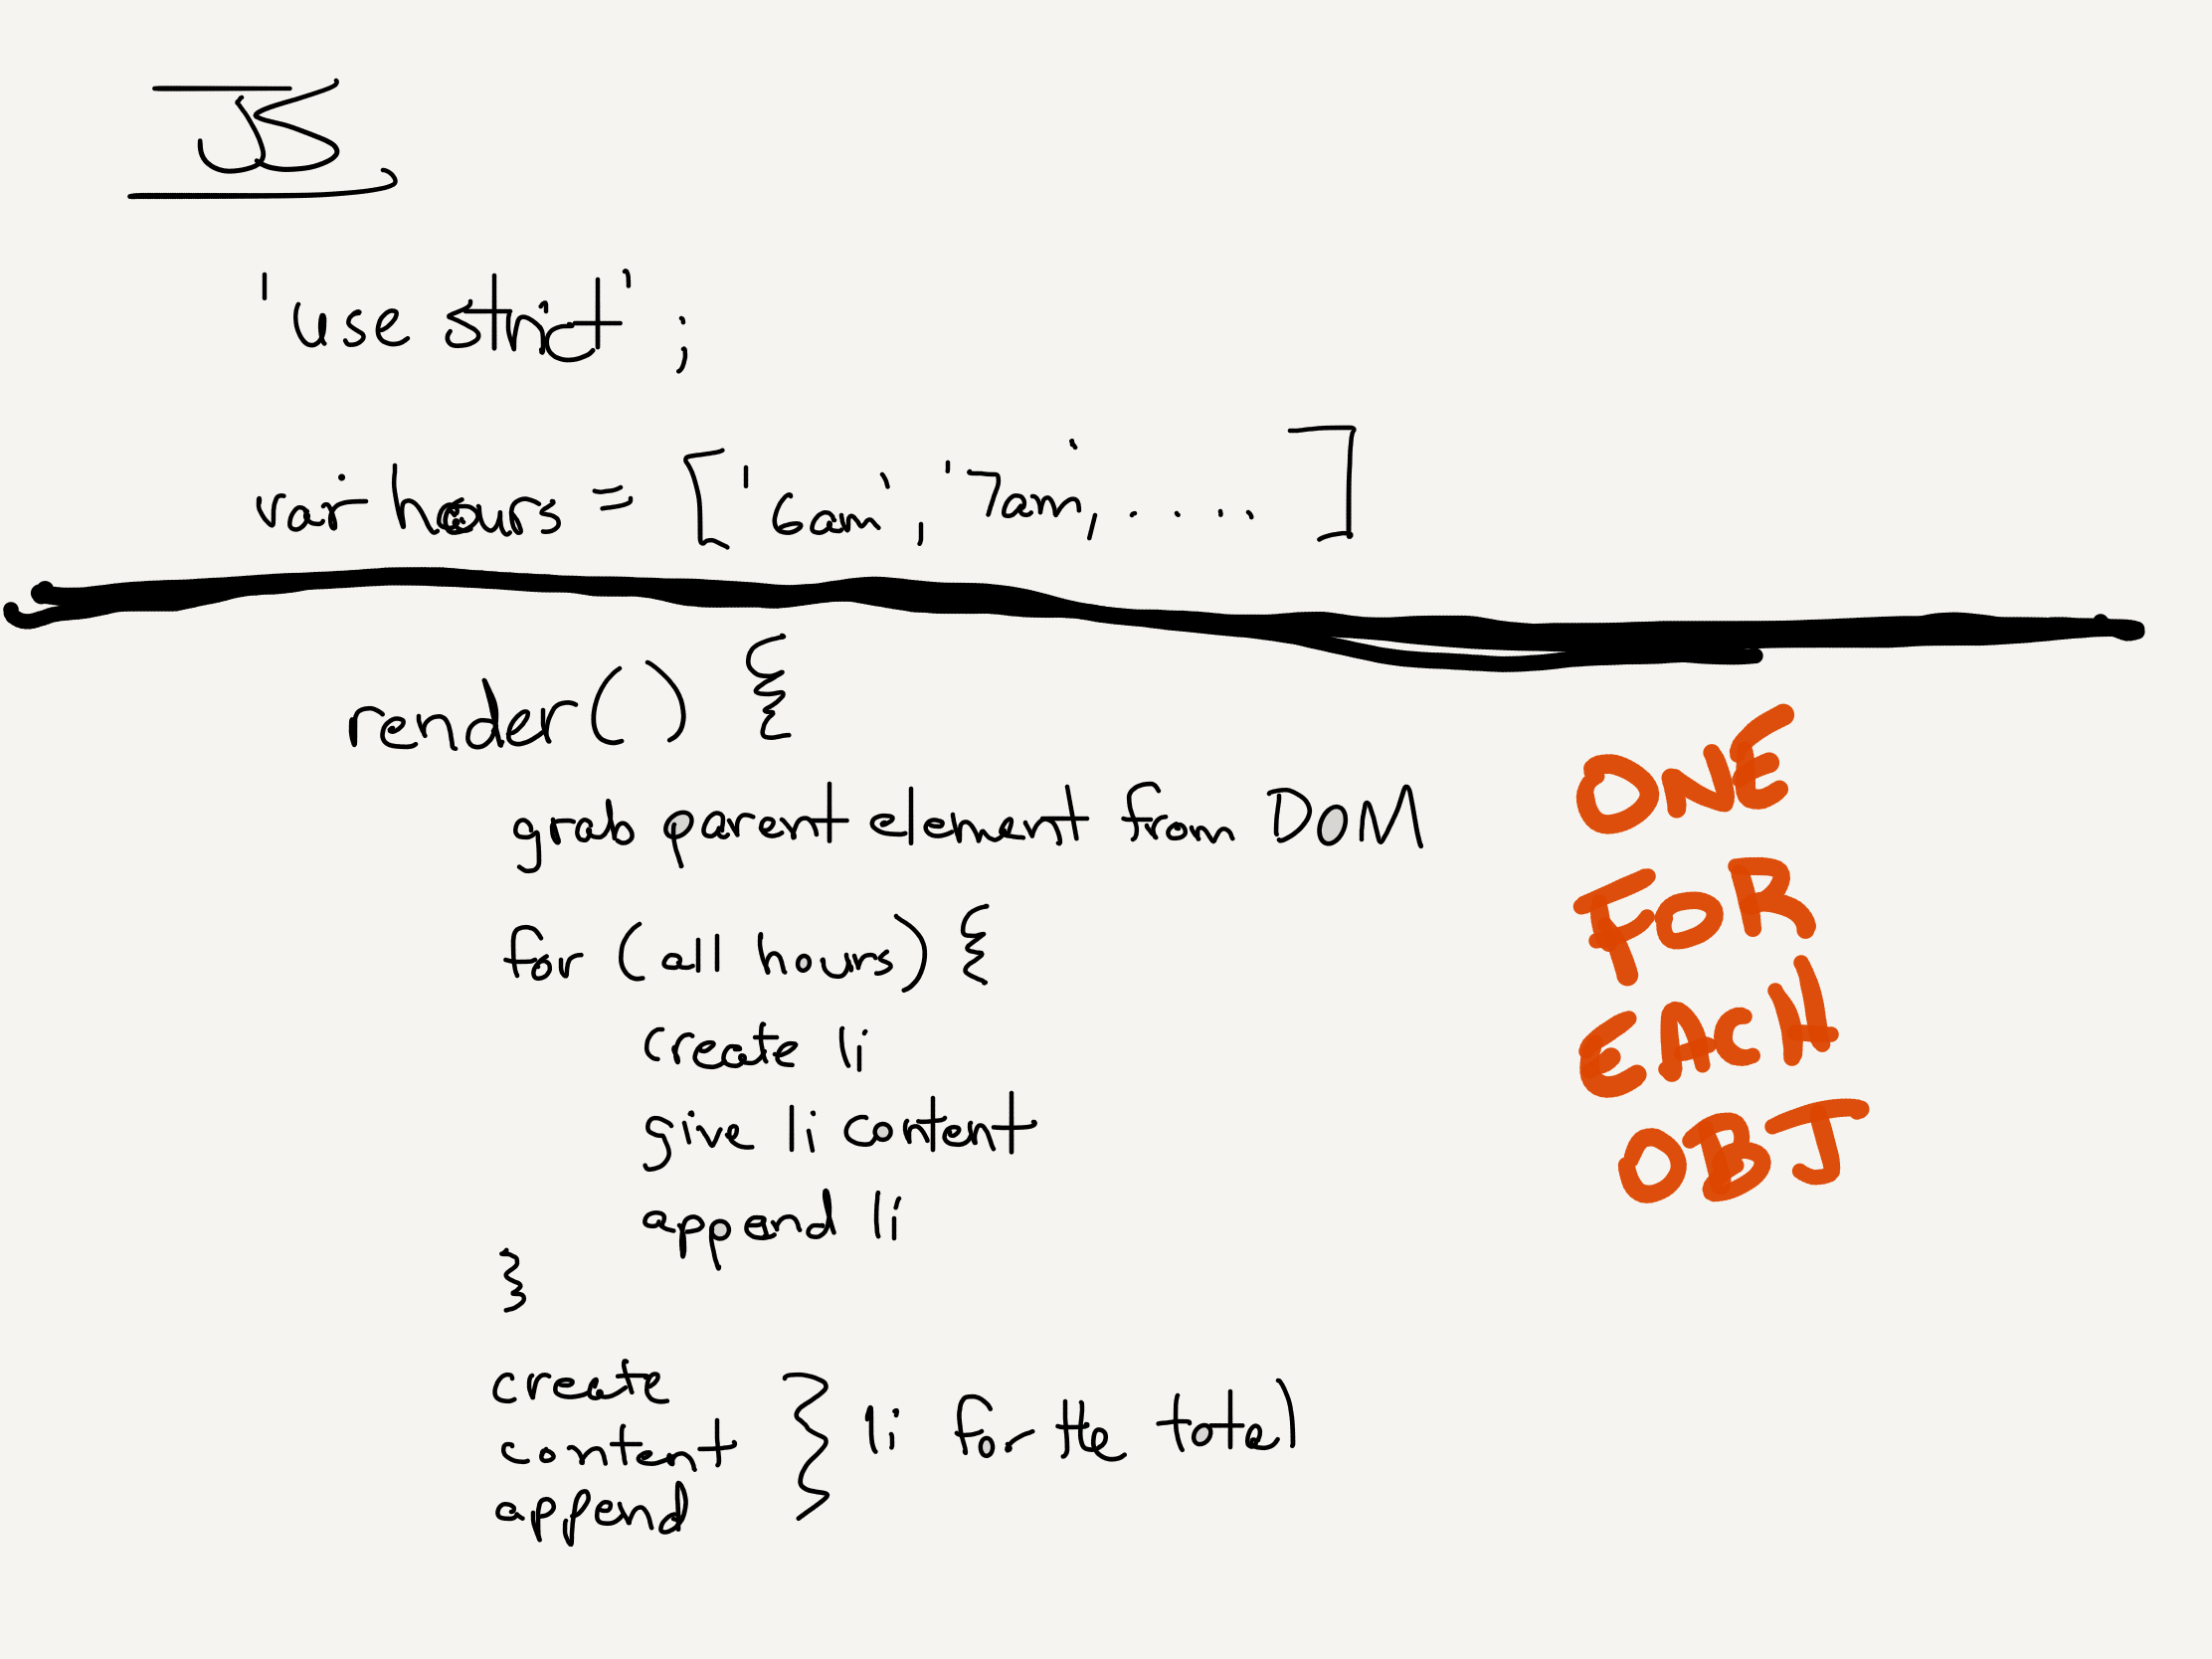 JS
'use strict';
var hours = ['6am', '7am', ..... ]
render() {
grab parent element from DOM
for (all hours) {
create li
give li content
append li
}
create
content
append
} li for the total
ONE
FOR
EACH
OBJ